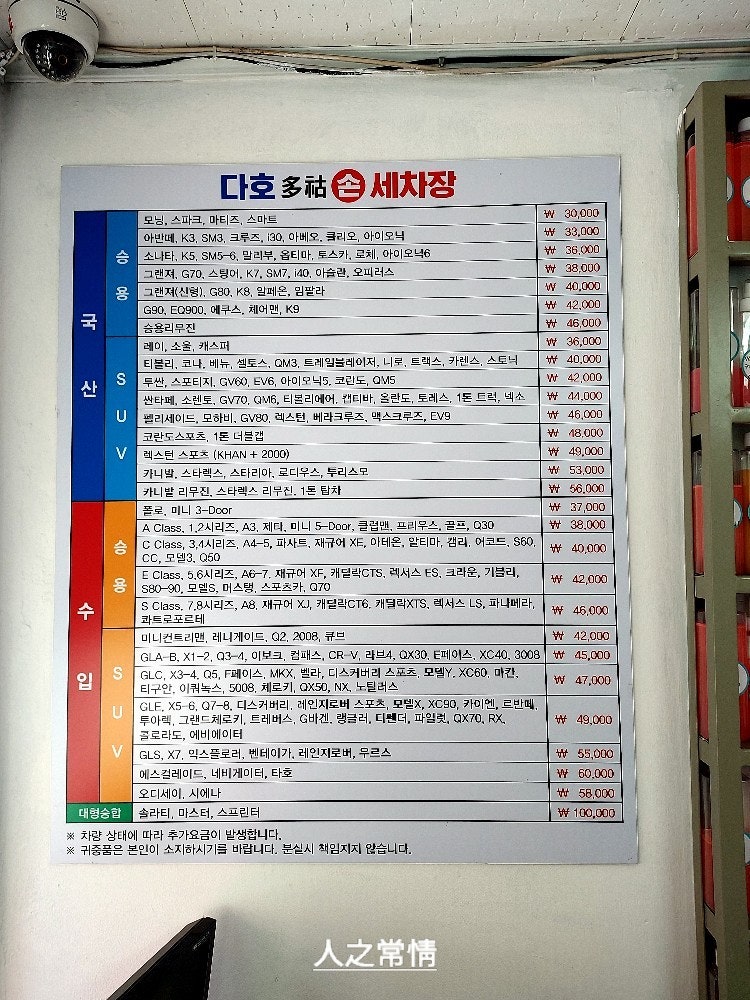 다호 多祜 손 세차장
국산
승용
모닝, 스파크, 마티즈, 스마트 ₩ 30,000
아반떼, K3, SM3, 크루즈, i30, 아베오, 클리오, 아이오닉 ₩ 33,000
소나타, K5, SM5-6, 말리부, 옵티마, 토스카, 로체, 아이오닉6 ₩ 36,000
그랜져, G70, 스팅어, K7, SM7, i40, 아슬란, 오피러스 ₩ 38,000
그랜져(신형), G80, K8, 알페온, 임팔라 ₩ 40,000
G90, EQ900, 에쿠스, 체어맨, K9 ₩ 42,000
승용리무진 ₩ 46,000
SUV
레이, 소울, 캐스퍼 ₩ 36,000
티볼리, 코나, 베뉴, 셀토스, QM3, 트레일블레이저, 니로, 트랙스, 카렌스, 스토닉 ₩ 40,000
투싼, 스포티지, GV60, EV6, 아이오닉5, 코란도, QM5 ₩ 42,000
싼타페, 소렌토, GV70, QM6, 티볼리에어, 캡티바, 올란도, 토레스, 1톤 트럭, 넥소 ₩ 44,000
펠리세이드, 모하비, GV80, 렉스턴, 베라크루즈, 맥스크루즈, EV9 ₩ 46,000
코란도스포츠, 1톤 더블캡 ₩ 48,000
렉스턴 스포츠 (KHAN + 2000) ₩ 49,000
카니발, 스타렉스, 스타리아, 로디우스, 투리스모 ₩ 53,000
카니발 리무진, 스타렉스 리무진, 1톤 탑차 ₩ 56,000
수입
승용
폴로, 미니 3-Door ₩ 37,000
A Class, 1,2시리즈, A3, 제타, 미니 5-Door, 클럽맨, 프리우스, 골프, Q30 ₩ 38,000
C Class, 3,4시리즈, A4-5, 파사트, 재규어 XE, 아테온, 알티마, 캠리, 어코드, S60,
CC, 모델3, Q50 ₩ 40,000
E Class, 5,6시리즈, A6-7, 재규어 XF, 캐딜락CTS, 렉서스 ES, 크라운, 기블리,
S80-90, 모델S, 머스탱, 스포츠카, Q70 ₩ 42,000
S Class, 7,8시리즈, A8, 재규어 XJ, 캐딜락CT6, 캐딜락XTS, 렉서스 LS, 파나메라,
콰트로포르테 ₩ 46,000
SUV
미니컨트리맨, 레니게이드, Q2, 2008, 큐브 ₩ 42,000
GLA-B, X1-2, Q3-4, 이보크, 컴패스, CR-V, 라브4, QX30, E페이스, XC40, 3008 ₩ 45,000
GLC, X3-4, Q5, F페이스, MKX, 벨라, 디스커버리 스포츠, 모델Y, XC60, 마칸,
티구안, 이쿼녹스, 5008, 체로키, QX50, NX, 노틸러스 ₩ 47,000
GLE, X5-6, Q7-8, 디스커버리, 레인지로버 스포츠, 모델X, XC90, 카이엔, 르반떼,
투아렉, 그랜드체로키, 트레버스, G바겐, 랭글러, 디펜더, 파일럿, QX70, RX,
콜로라도, 에비에이터 ₩ 49,000
GLS, X7, 익스플로러, 벤테이가, 레인지로버, 우르스 ₩ 55,000
에스컬레이드, 네비게이터, 타호 ₩ 60,000
오디세이, 시에나 ₩ 58,000
대형승합 솔라티, 마스터, 스프린터 ₩ 100,000
※ 차량 상태에 따라 추가요금이 발생합니다.
※ 귀중품은 본인이 소지하시기를 바랍니다. 분실시 책임지지 않습니다.
人之常情